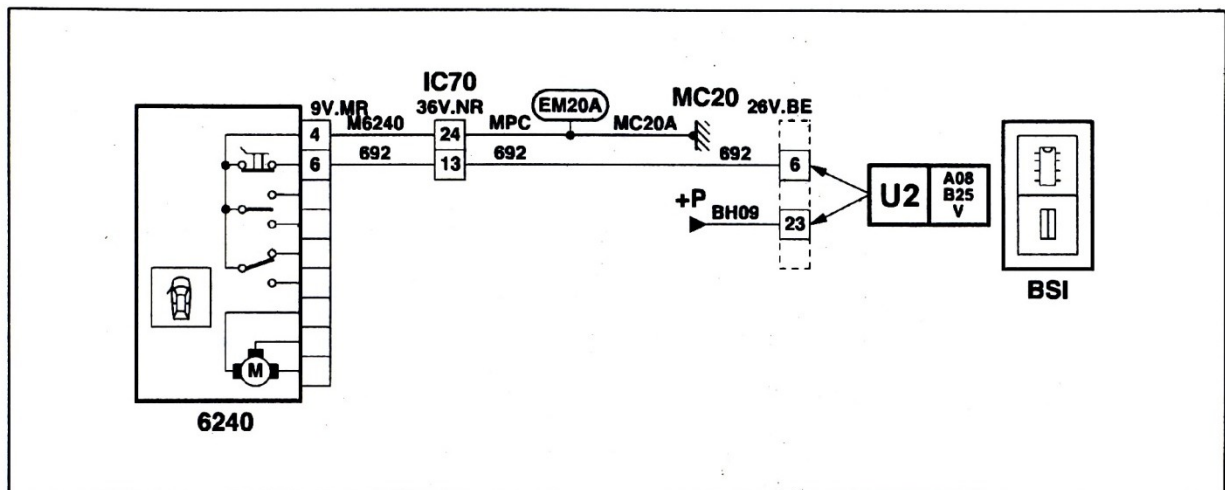 IC70
MC20
9V.MR
36V.NR
EM20A
26V.BE
4
M6240
24
MPC
MC20A
6
692
13
692
692
6
U2
A08
B25
V
+P
BH09
23
BSI
M
6240